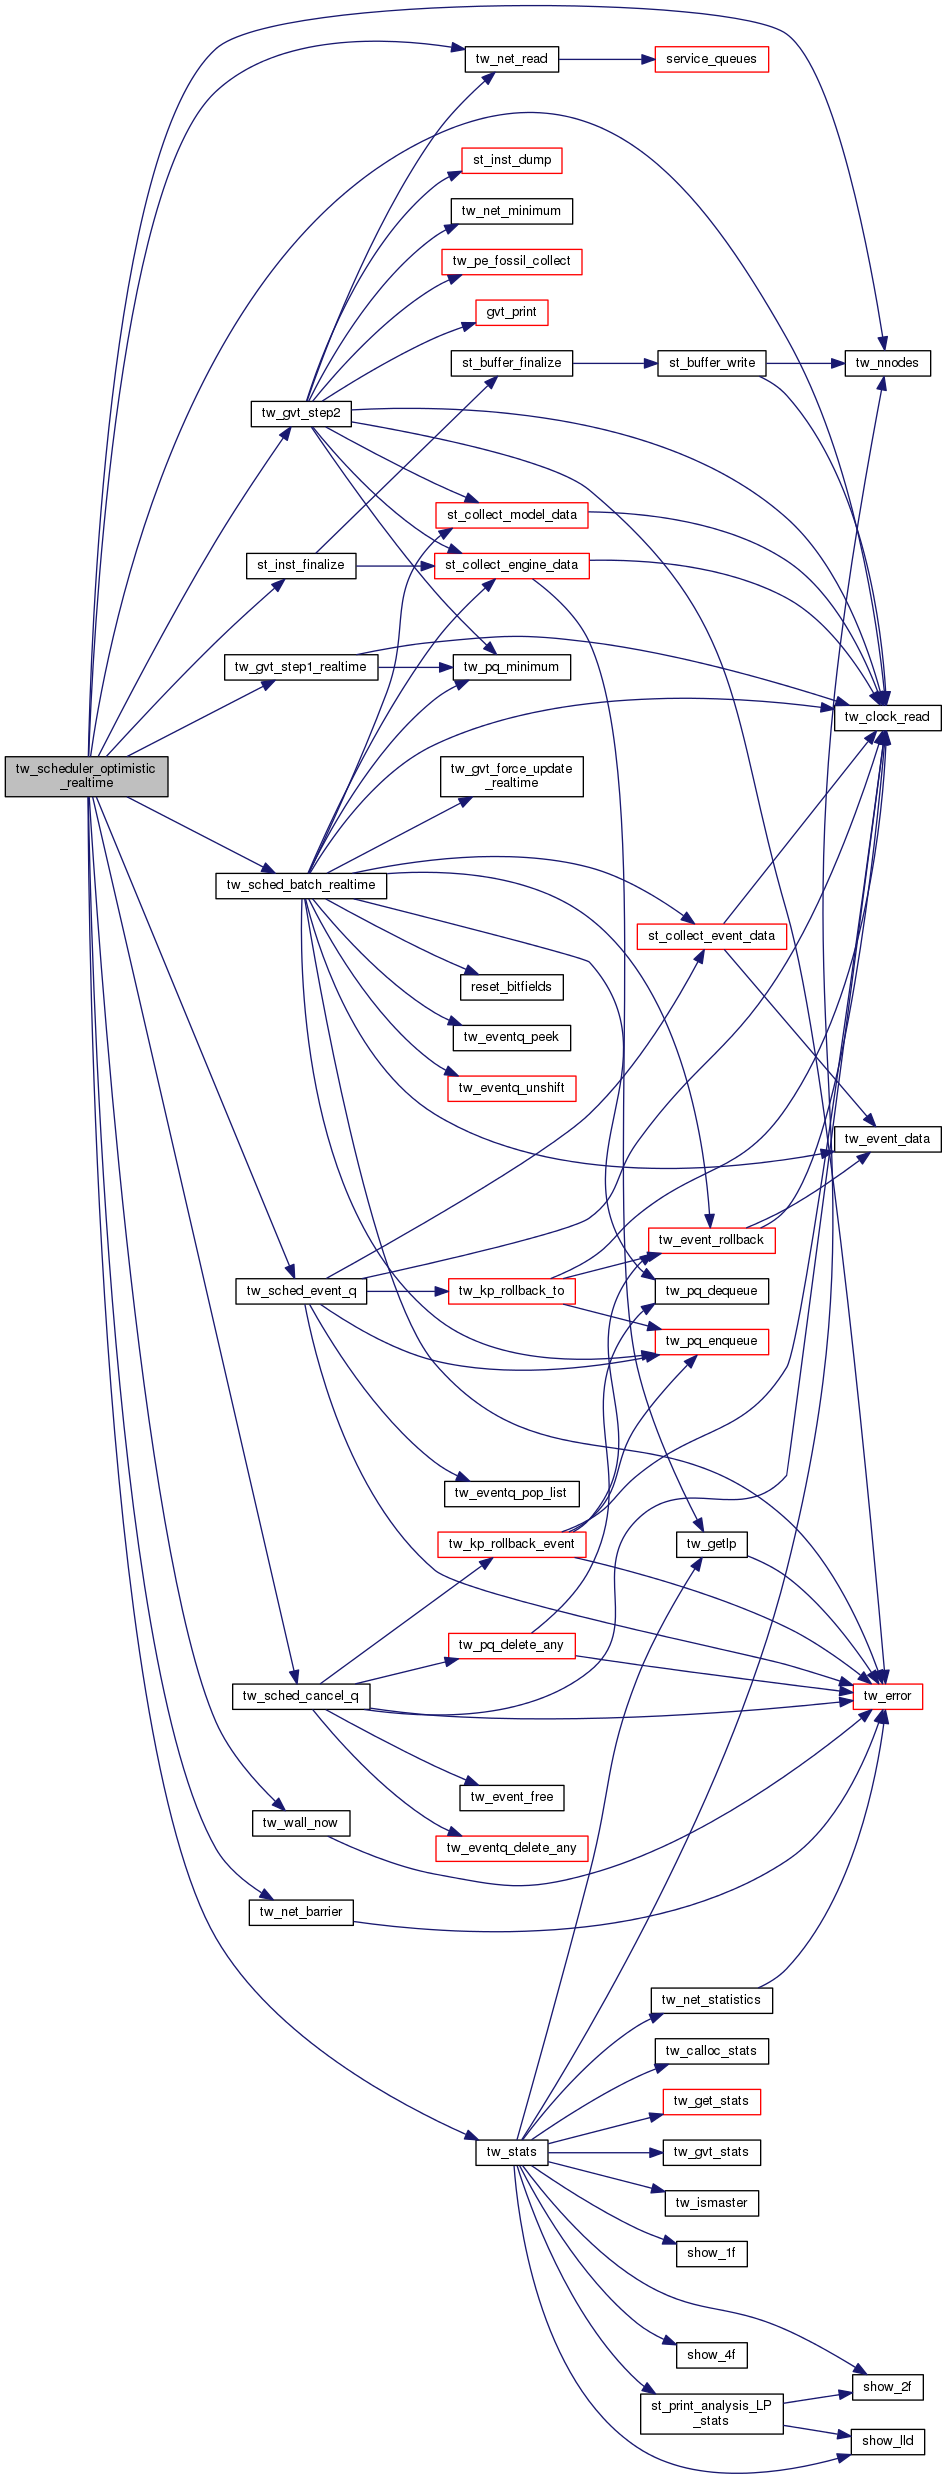 tw_net_read
service_queues
st_inst_dump
tw_net_minimum
tw_pe_fossil_collect
gvt_print
st_buffer_finalize
st_buffer_write
tw_nnodes
tw_gvt_step2
st_collect_model_data
st_inst_finalize
st_collect_engine_data
tw_gvt_step1_realtime
tw_pq_minimum
tw_clock_read
tw_scheduler_optimistic
_realtime
tw_gvt_force_update
_realtime
tw_sched_batch_realtime
st_collect_event_data
reset_bitfields
tw_eventq_peek
tw_eventq_unshift
tw_event_data
tw_event_rollback
tw_sched_event_q
tw_kp_rollback_to
tw_pq_dequeue
tw_pq_enqueue
tw_eventq_pop_list
tw_kp_rollback_event
tw_getlp
tw_pq_delete_any
tw_sched_cancel_q
tw_error
tw_event_free
tw_wall_now
tw_eventq_delete_any
tw_net_barrier
tw_net_statistics
tw_calloc_stats
tw_get_stats
tw_stats
tw_gvt_stats
tw_ismaster
show_1f
show_4f
show_2f
st_print_analysis_LP
_stats
show_lld